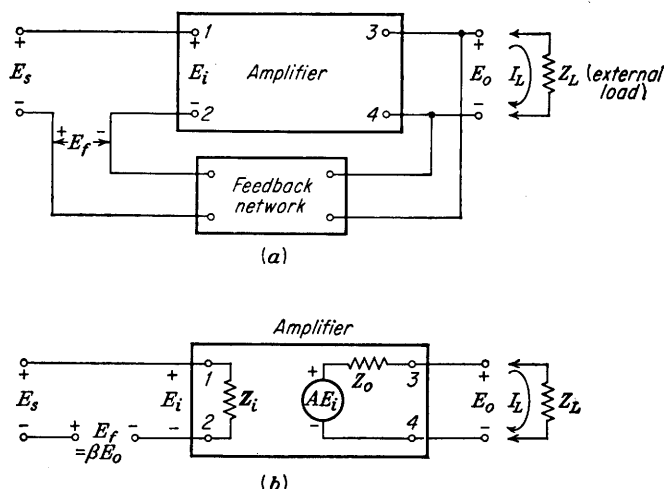 1 3
+ + +
E_s E_i Amplifier E_o I_L Z_L (external load)
- - -
2 4
+ E_f -
Feedback network
(a)
Amplifier
1 Z_o 3
+ + + +
E_s E_i Z_i AE_i E_o I_L Z_L
2 4
- + E_f - - - -
=βE_o
(b)